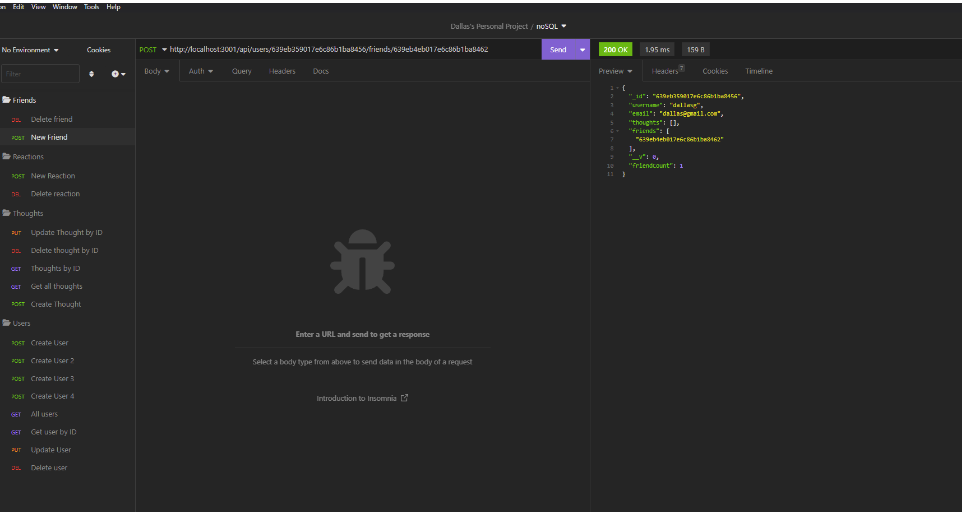 on Edit View Window Tools Help
Dallas's Personal Project / noSQL
No Environment Cookies
POST http://localhost:3001/api/users/639eb359017e6c86b1ba8456/friends/639eb4eb017e6c86b1ba8462 Send
200 OK 1.95 ms 159 B
Filter
Body Auth Query Headers Docs
Preview Headers 7 Cookies Timeline
Friends
DEL Delete friend
POST New Friend
Reactions
POST New Reaction
DEL Delete reaction
Thoughts
PUT Update Thought by ID
DEL Delete thought by ID
GET Thoughts by ID
GET Get all thoughts
POST Create Thought
Users
POST Create User
POST Create User 2
POST Create User 3
POST Create User 4
GET All users
GET Get user by ID
PUT Update User
DEL Delete user
Enter a URL and send to get a response
Select a body type from above to send data in the body of a request
Introduction to Insomnia
1 {
2 "_id": "639eb359017e6c86b1ba8456",
3 "username": "dallasg",
4 "email": "dallas@gmail.com",
5 "thoughts": [],
6 "friends": [
7 "639eb4eb017e6c86b1ba8462"
8 ],
9 "__v": 0,
10 "friendCount": 1
11 }